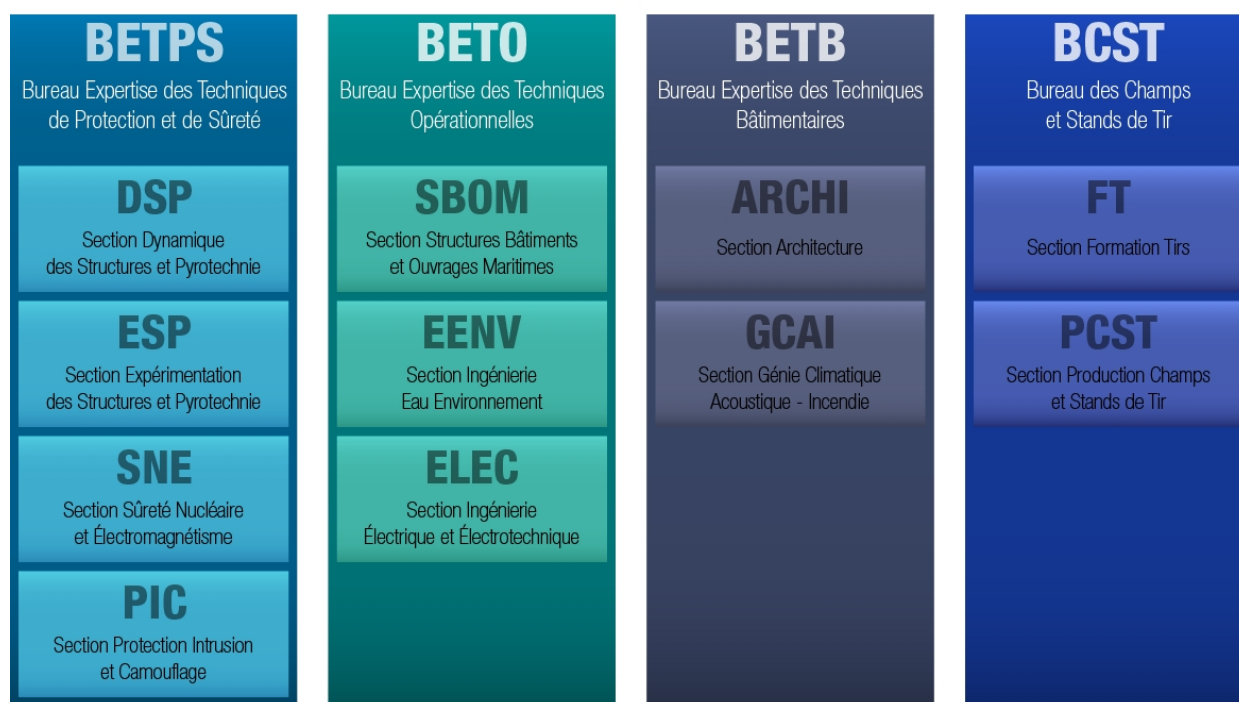 BETPS
Bureau Expertise des Techniques
de Protection et de Sûreté
DSP
Section Dynamique
des Structures et Pyrotechnie
ESP
Section Expérimentation
des Structures et Pyrotechnie
SNE
Section Sûreté Nucléaire
et Électromagnétisme
PIC
Section Protection Intrusion
et Camouflage
BETO
Bureau Expertise des Techniques
Opérationnelles
SBOM
Section Structures Bâtiments
et Ouvrages Maritimes
EENV
Section Ingénierie
Eau Environnement
ELEC
Section Ingénierie
Électrique et Électrotechnique
BETB
Bureau Expertise des Techniques
Bâtimentaires
ARCHI
Section Architecture
GCAI
Section Génie Climatique
Acoustique - Incendie
BCST
Bureau des Champs
et Stands de Tir
FT
Section Formation Tirs
PCST
Section Production Champs
et Stands de Tir